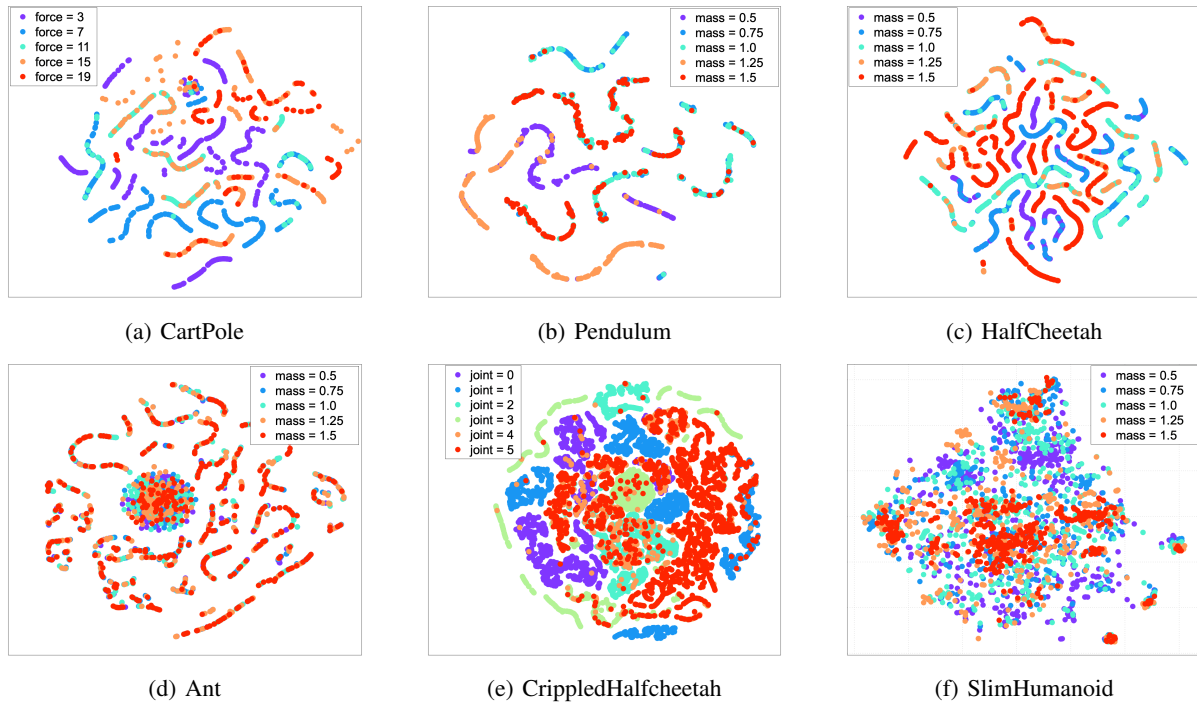 force = 3
force = 7
force = 11
force = 15
force = 19
mass = 0.5
mass = 0.75
mass = 1.0
mass = 1.25
mass = 1.5
mass = 0.5
mass = 0.75
mass = 1.0
mass = 1.25
mass = 1.5
(a) CartPole
(b) Pendulum
(c) HalfCheetah
mass = 0.5
mass = 0.75
mass = 1.0
mass = 1.25
mass = 1.5
joint = 0
joint = 1
joint = 2
joint = 3
joint = 4
joint = 5
mass = 0.5
mass = 0.75
mass = 1.0
mass = 1.25
mass = 1.5
(d) Ant
(e) CrippledHalfcheetah
(f) SlimHumanoid